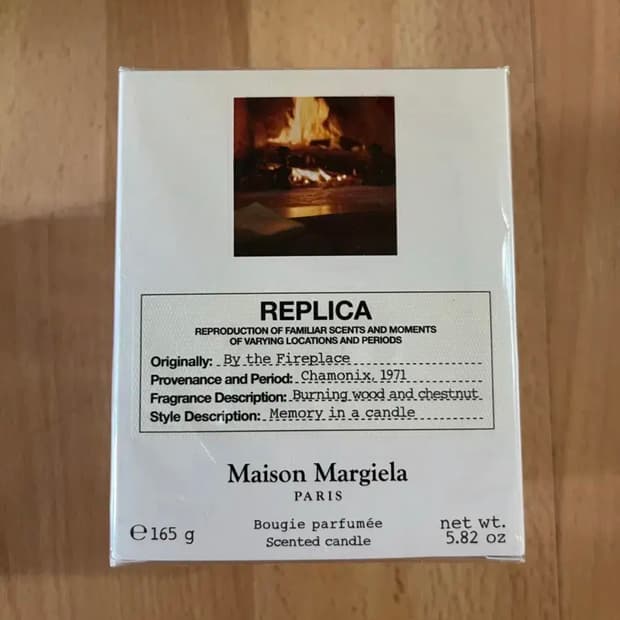 REPLICA
REPRODUCTION OF FAMILIAR SCENTS AND MOMENTS
OF VARYING LOCATIONS AND PERIODS
Originally: By the Fireplace
Provenance and Period: Chamonix, 1971
Fragrance Description: Burning wood and chestnut
Style Description: Memory in a candle
Maison Margiela
PARIS
℮ 165 g
Bougie parfumée
Scented candle
net wt.
5.82 oz